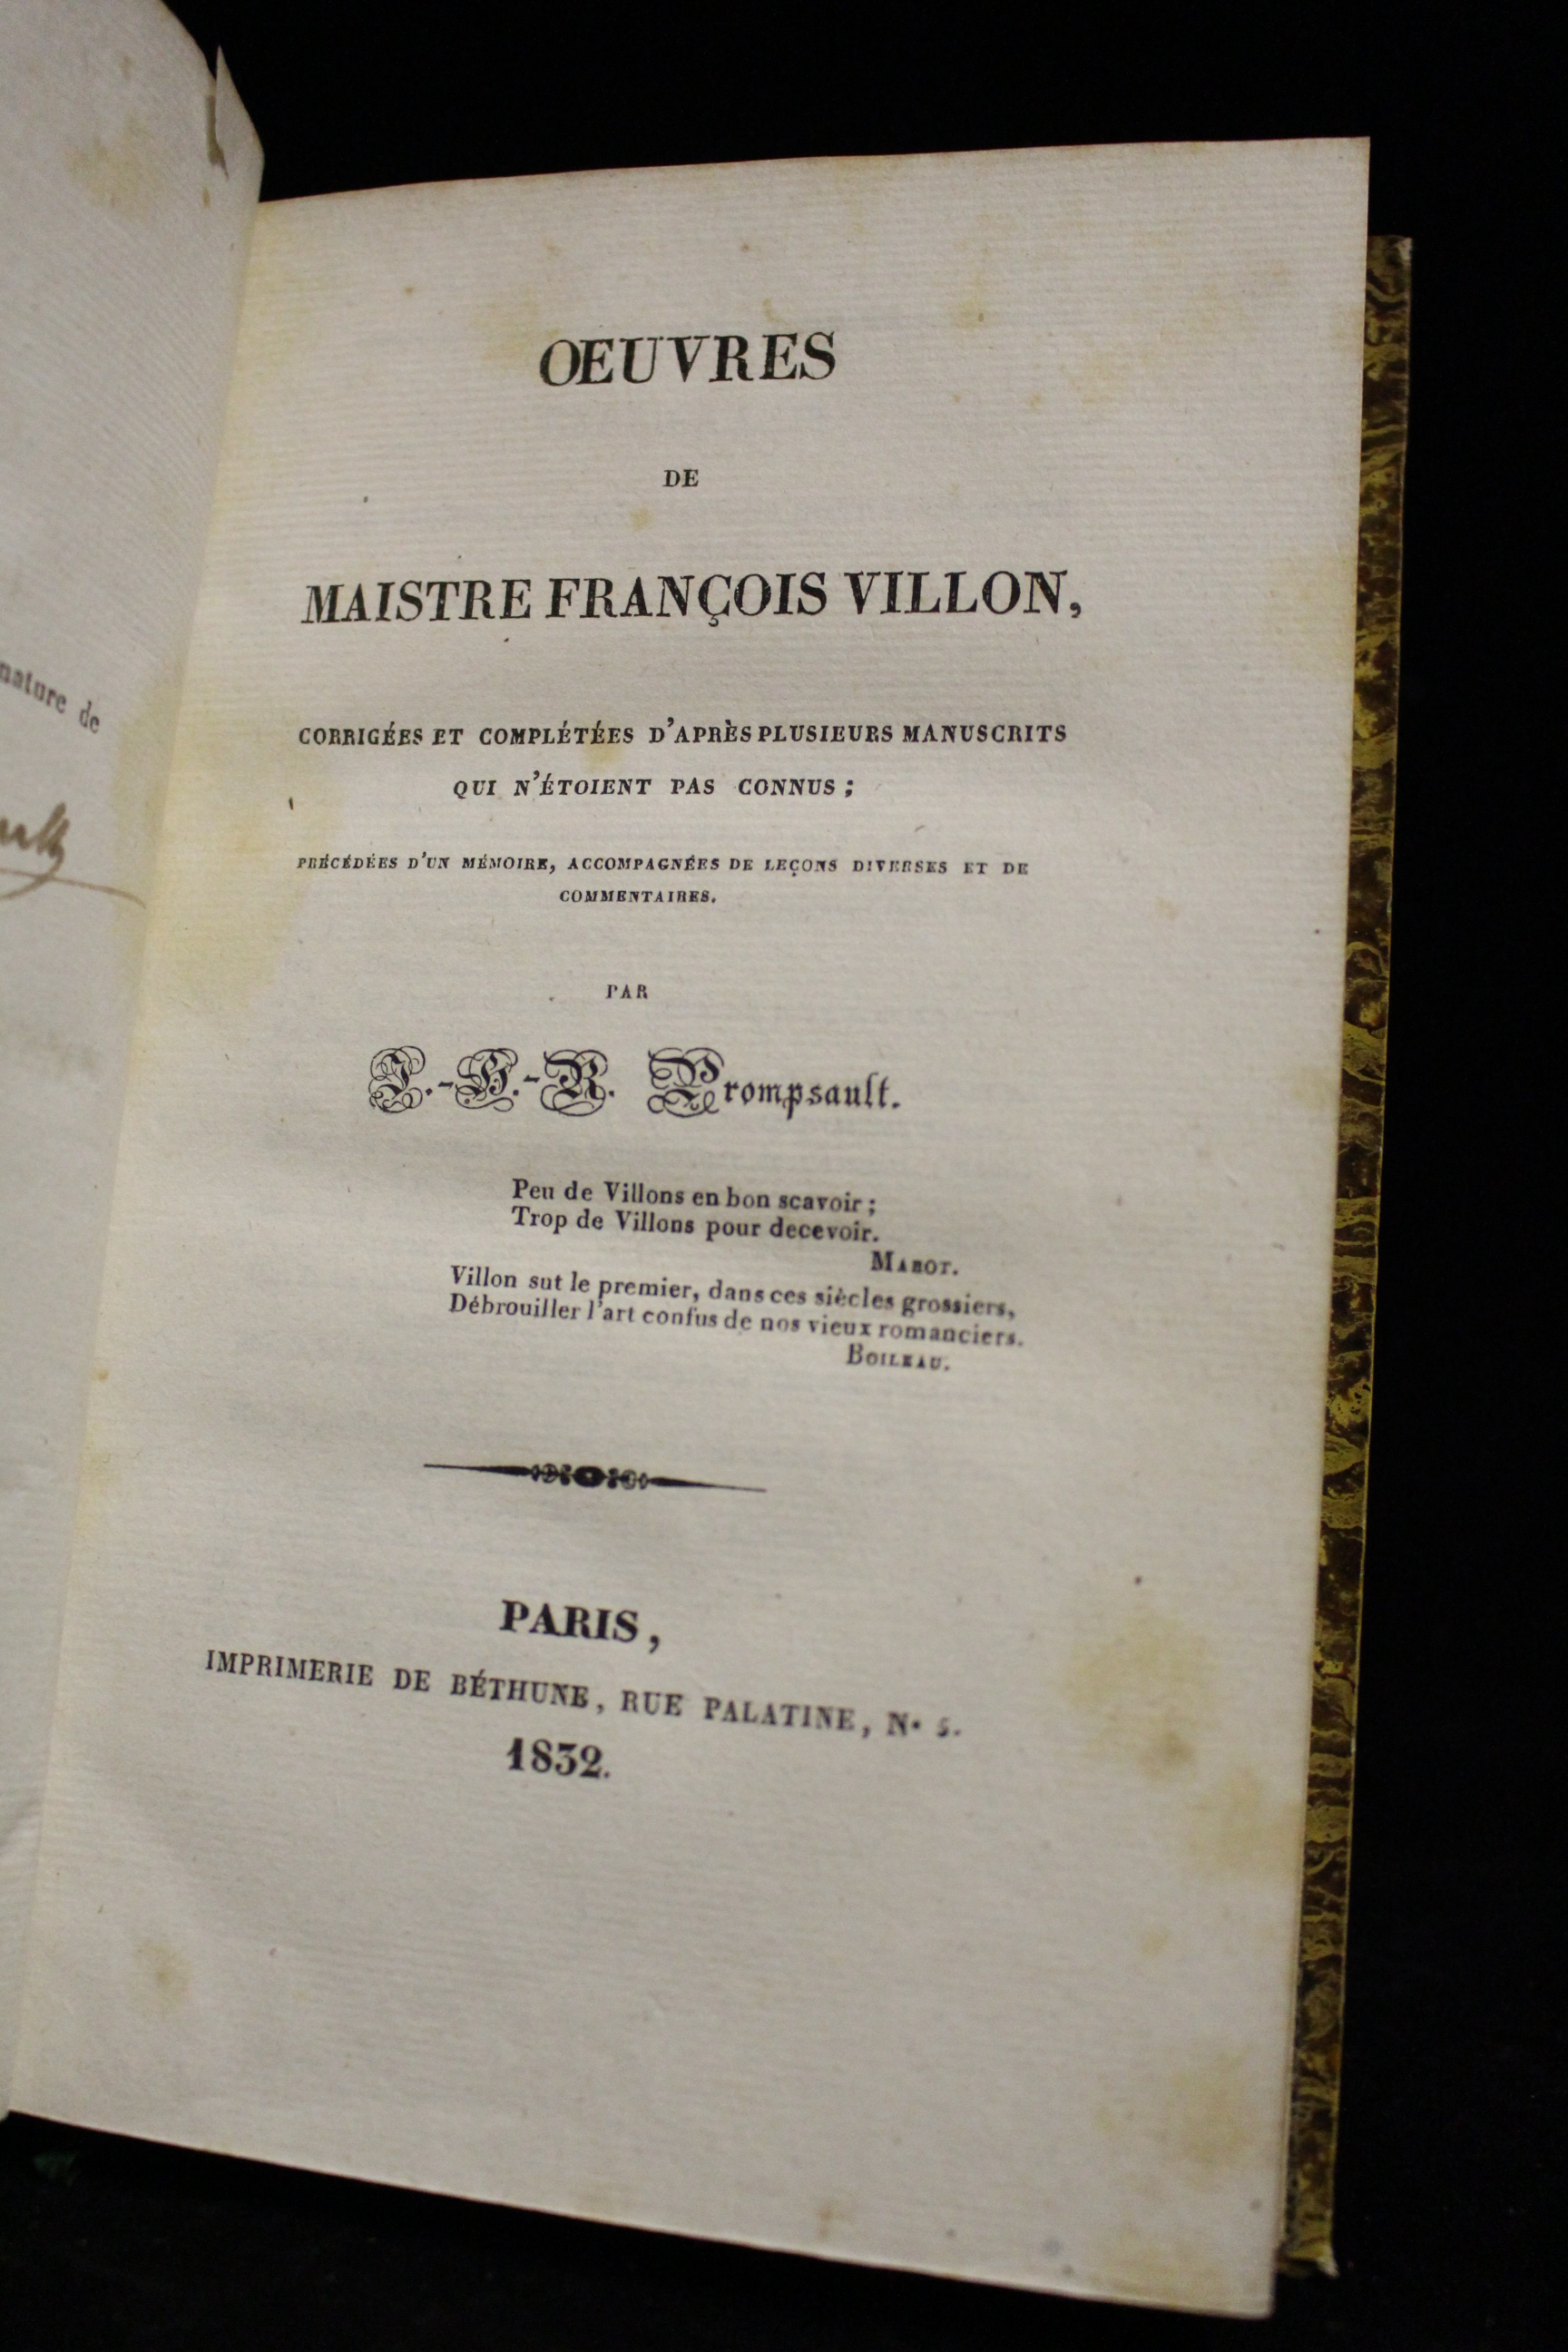 nature de
OEUVRES
DE
MAISTRE FRANÇOIS VILLON,
CORRIGÉES ET COMPLÉTÉES D'APRÈS PLUSIEURS MANUSCRITS
QUI N'ÉTOIENT PAS CONNUS ;
PRÉCÉDÉES D'UN MÉMOIRE, ACCOMPAGNÉES DE LEÇONS DIVERSES ET DE
COMMENTAIRES.
PAR
J.-H.-R. Prompsault.
Peu de Villons en bon scavoir ;
Trop de Villons pour decevoir.
MAROT.
Villon sut le premier, dans ces siècles grossiers,
Débrouiller l'art confus de nos vieux romanciers.
BOILEAU.
PARIS,
IMPRIMERIE DE BÉTHUNE, RUE PALATINE, N° 5.
1832.